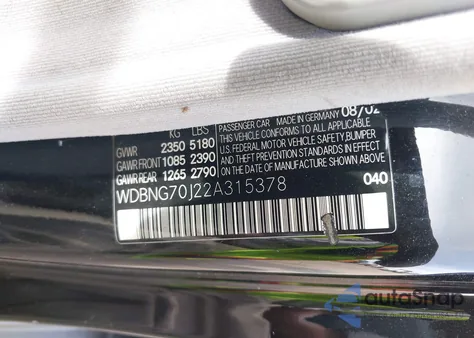 KG LBS
GVWR 2350 5180
GAWR FRONT 1085 2390
GAWR REAR 1265 2790
PASSENGER CAR MADE IN GERMANY 08/02
THIS VEHICLE CONFORMS TO ALL APPLICABLE
U.S. FEDERAL MOTOR VEHICLE SAFETY, BUMPER
AND THEFT PREVENTION STANDARDS IN EFFECT
ON THE DATE OF MANUFACTURE SHOWN ABOVE
WDBNG70J22A315378
040
autoSnap